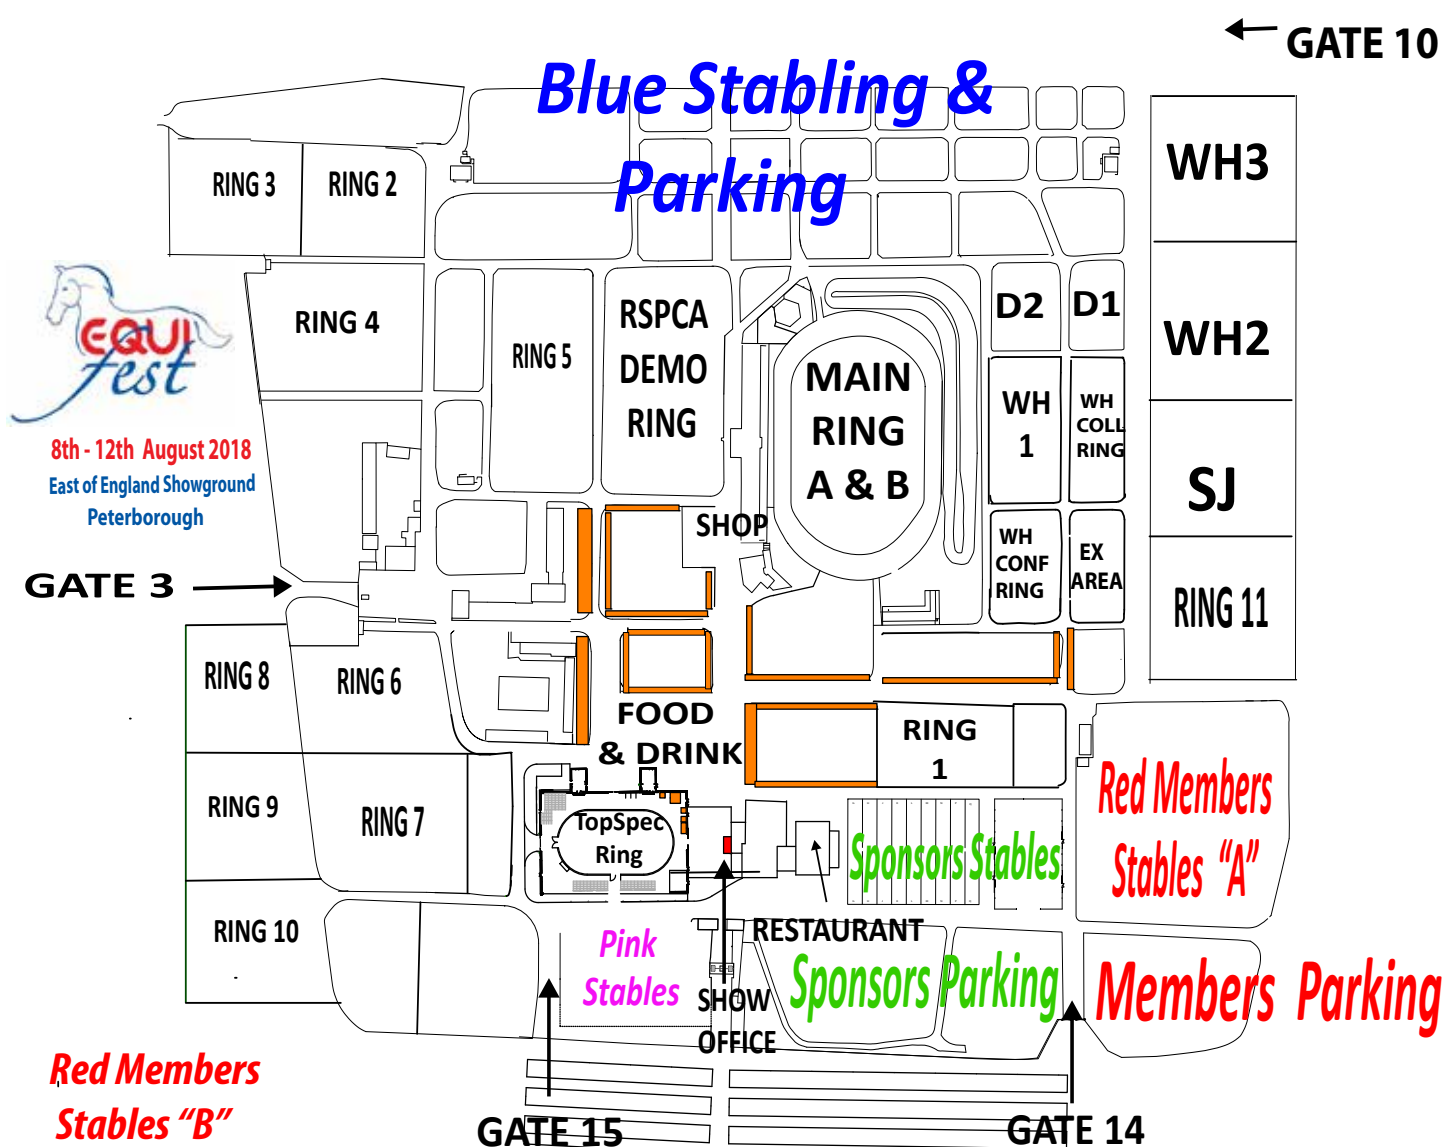 GATE 10
Blue Stabling &
Parking
WH3
RING 3
RING 2
EQUI
fest
8th - 12th August 2018
East of England Showground
Peterborough
RING 4
RING 5
RSPCA
DEMO
RING
MAIN
RING
A & B
D2
D1
WH2
WH
1
WH
COLL
RING
SJ
SHOP
WH
CONF
RING
EX
AREA
RING 11
GATE 3
RING 8
RING 6
FOOD
& DRINK
RING
1
RING 9
RING 7
TopSpec
Ring
Sponsors Stables
Red Members
Stables "A"
RING 10
Pink
Stables
RESTAURANT
SHOW
OFFICE
Sponsors Parking
Members Parking
Red Members
Stables "B"
GATE 15
GATE 14